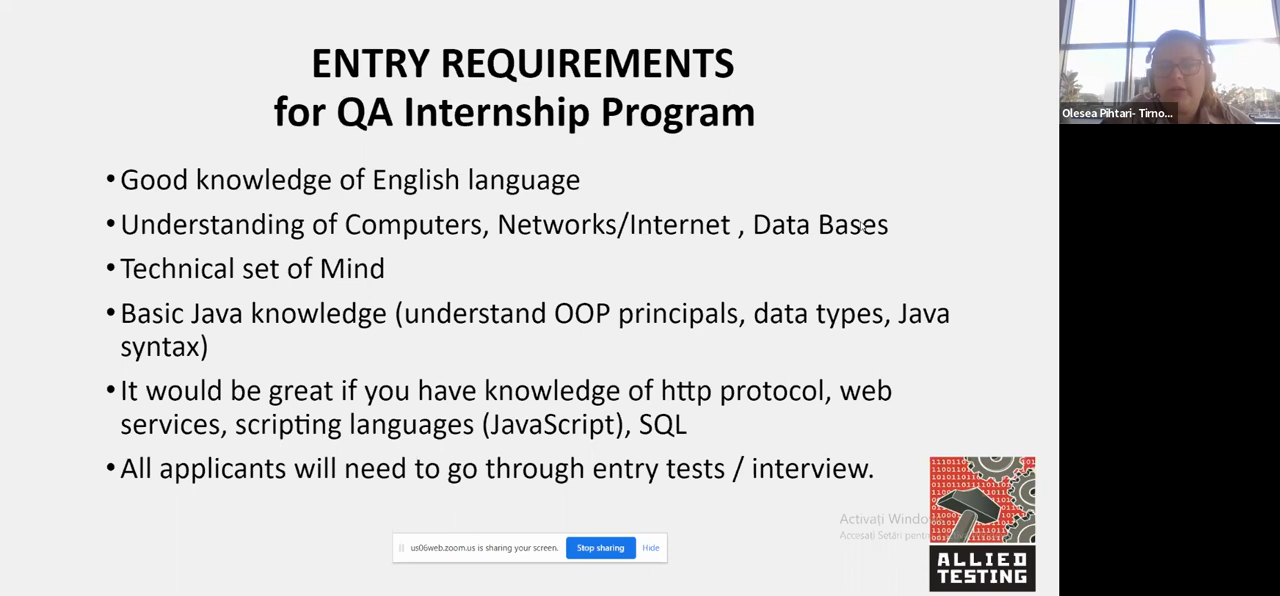 ENTRY REQUIREMENTS
for QA Internship Program
• Good knowledge of English language
• Understanding of Computers, Networks/Internet , Data Bases
• Technical set of Mind
• Basic Java knowledge (understand OOP principals, data types, Java
syntax)
• It would be great if you have knowledge of http protocol, web
services, scripting languages (JavaScript), SQL
• All applicants will need to go through entry tests / interview.
Activați Windo
Accesați Setări pent
us06web.zoom.us is sharing your screen. Stop sharing Hide
ALLIED
TESTING
Olesea Pihtari- Timo...